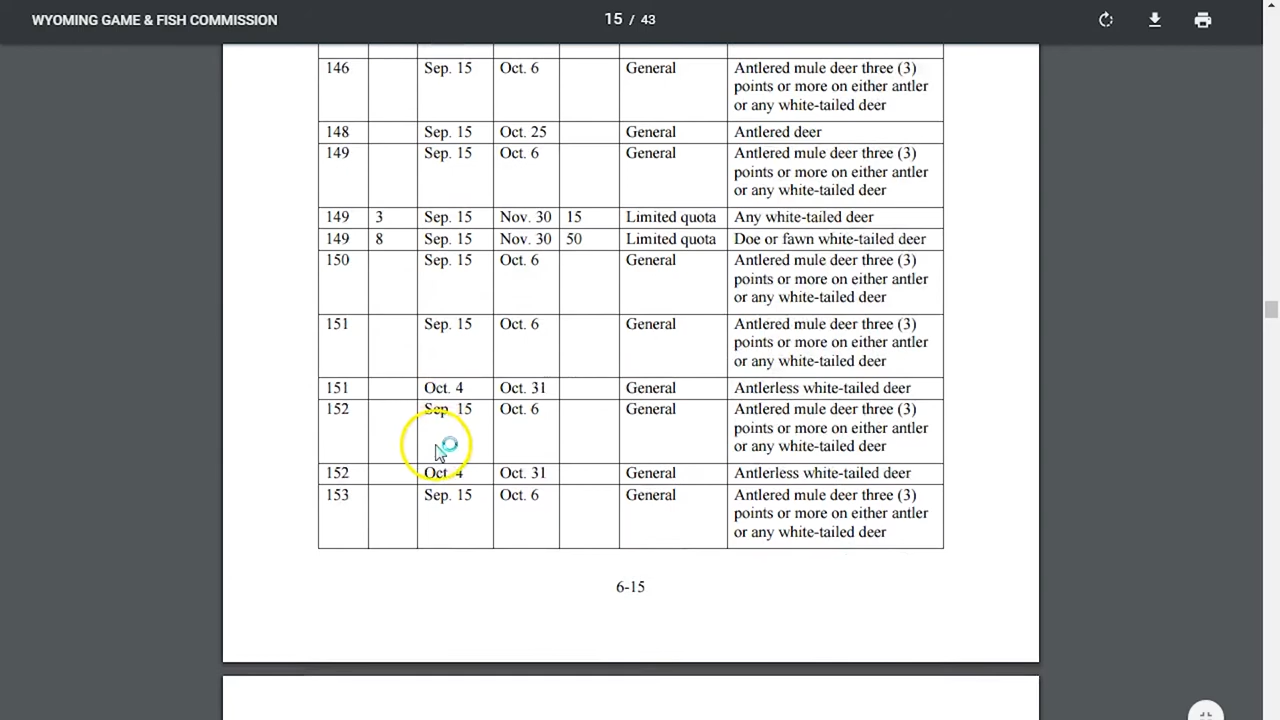 WYOMING GAME & FISH COMMISSION 15 / 43
146 Sep. 15 Oct. 6 General Antlered mule deer three (3)
points or more on either antler
or any white-tailed deer
148 Sep. 15 Oct. 25 General Antlered deer
149 Sep. 15 Oct. 6 General Antlered mule deer three (3)
points or more on either antler
or any white-tailed deer
149 3 Sep. 15 Nov. 30 15 Limited quota Any white-tailed deer
149 8 Sep. 15 Nov. 30 50 Limited quota Doe or fawn white-tailed deer
150 Sep. 15 Oct. 6 General Antlered mule deer three (3)
points or more on either antler
or any white-tailed deer
151 Sep. 15 Oct. 6 General Antlered mule deer three (3)
points or more on either antler
or any white-tailed deer
151 Oct. 4 Oct. 31 General Antlerless white-tailed deer
152 Sep. 15 Oct. 6 General Antlered mule deer three (3)
points or more on either antler
or any white-tailed deer
152 Oct. 4 Oct. 31 General Antlerless white-tailed deer
153 Sep. 15 Oct. 6 General Antlered mule deer three (3)
points or more on either antler
or any white-tailed deer
6-15